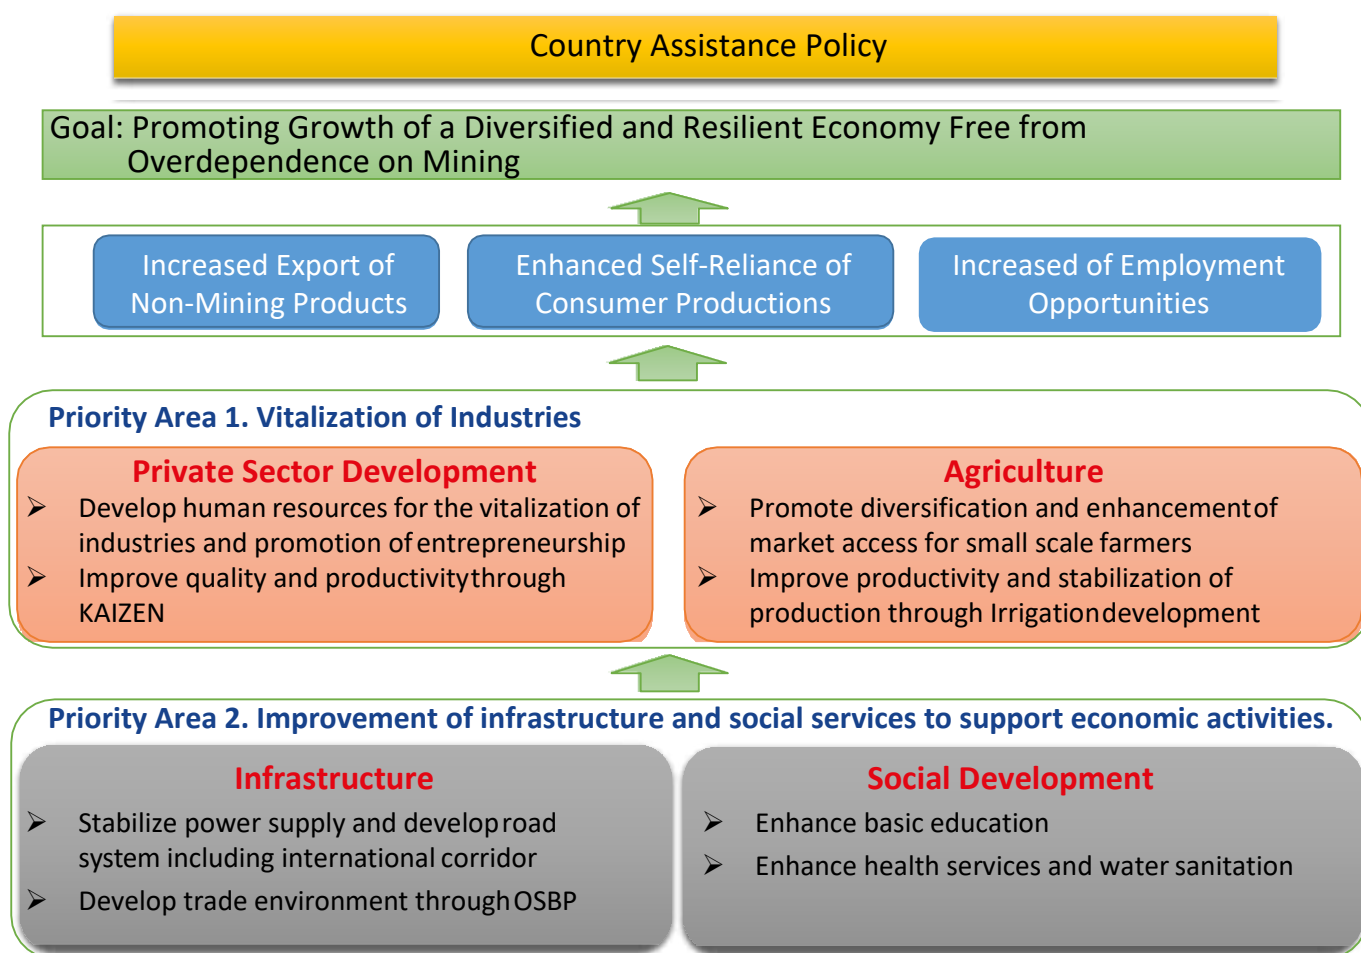 Country Assistance Policy
Goal: Promoting Growth of a Diversified and Resilient Economy Free from
Overdependence on Mining
Increased Export of
Non-Mining Products
Enhanced Self-Reliance of
Consumer Productions
Increased of Employment
Opportunities
Priority Area 1. Vitalization of Industries
Private Sector Development
➢ Develop human resources for the vitalization of
industries and promotion of entrepreneurship
➢ Improve quality and productivity through
KAIZEN
Agriculture
➢ Promote diversification and enhancement of
market access for small scale farmers
➢ Improve productivity and stabilization of
production through Irrigation development
Priority Area 2. Improvement of infrastructure and social services to support economic activities.
Infrastructure
➢ Stabilize power supply and develop road
system including international corridor
➢ Develop trade environment through OSBP
Social Development
➢ Enhance basic education
➢ Enhance health services and water sanitation